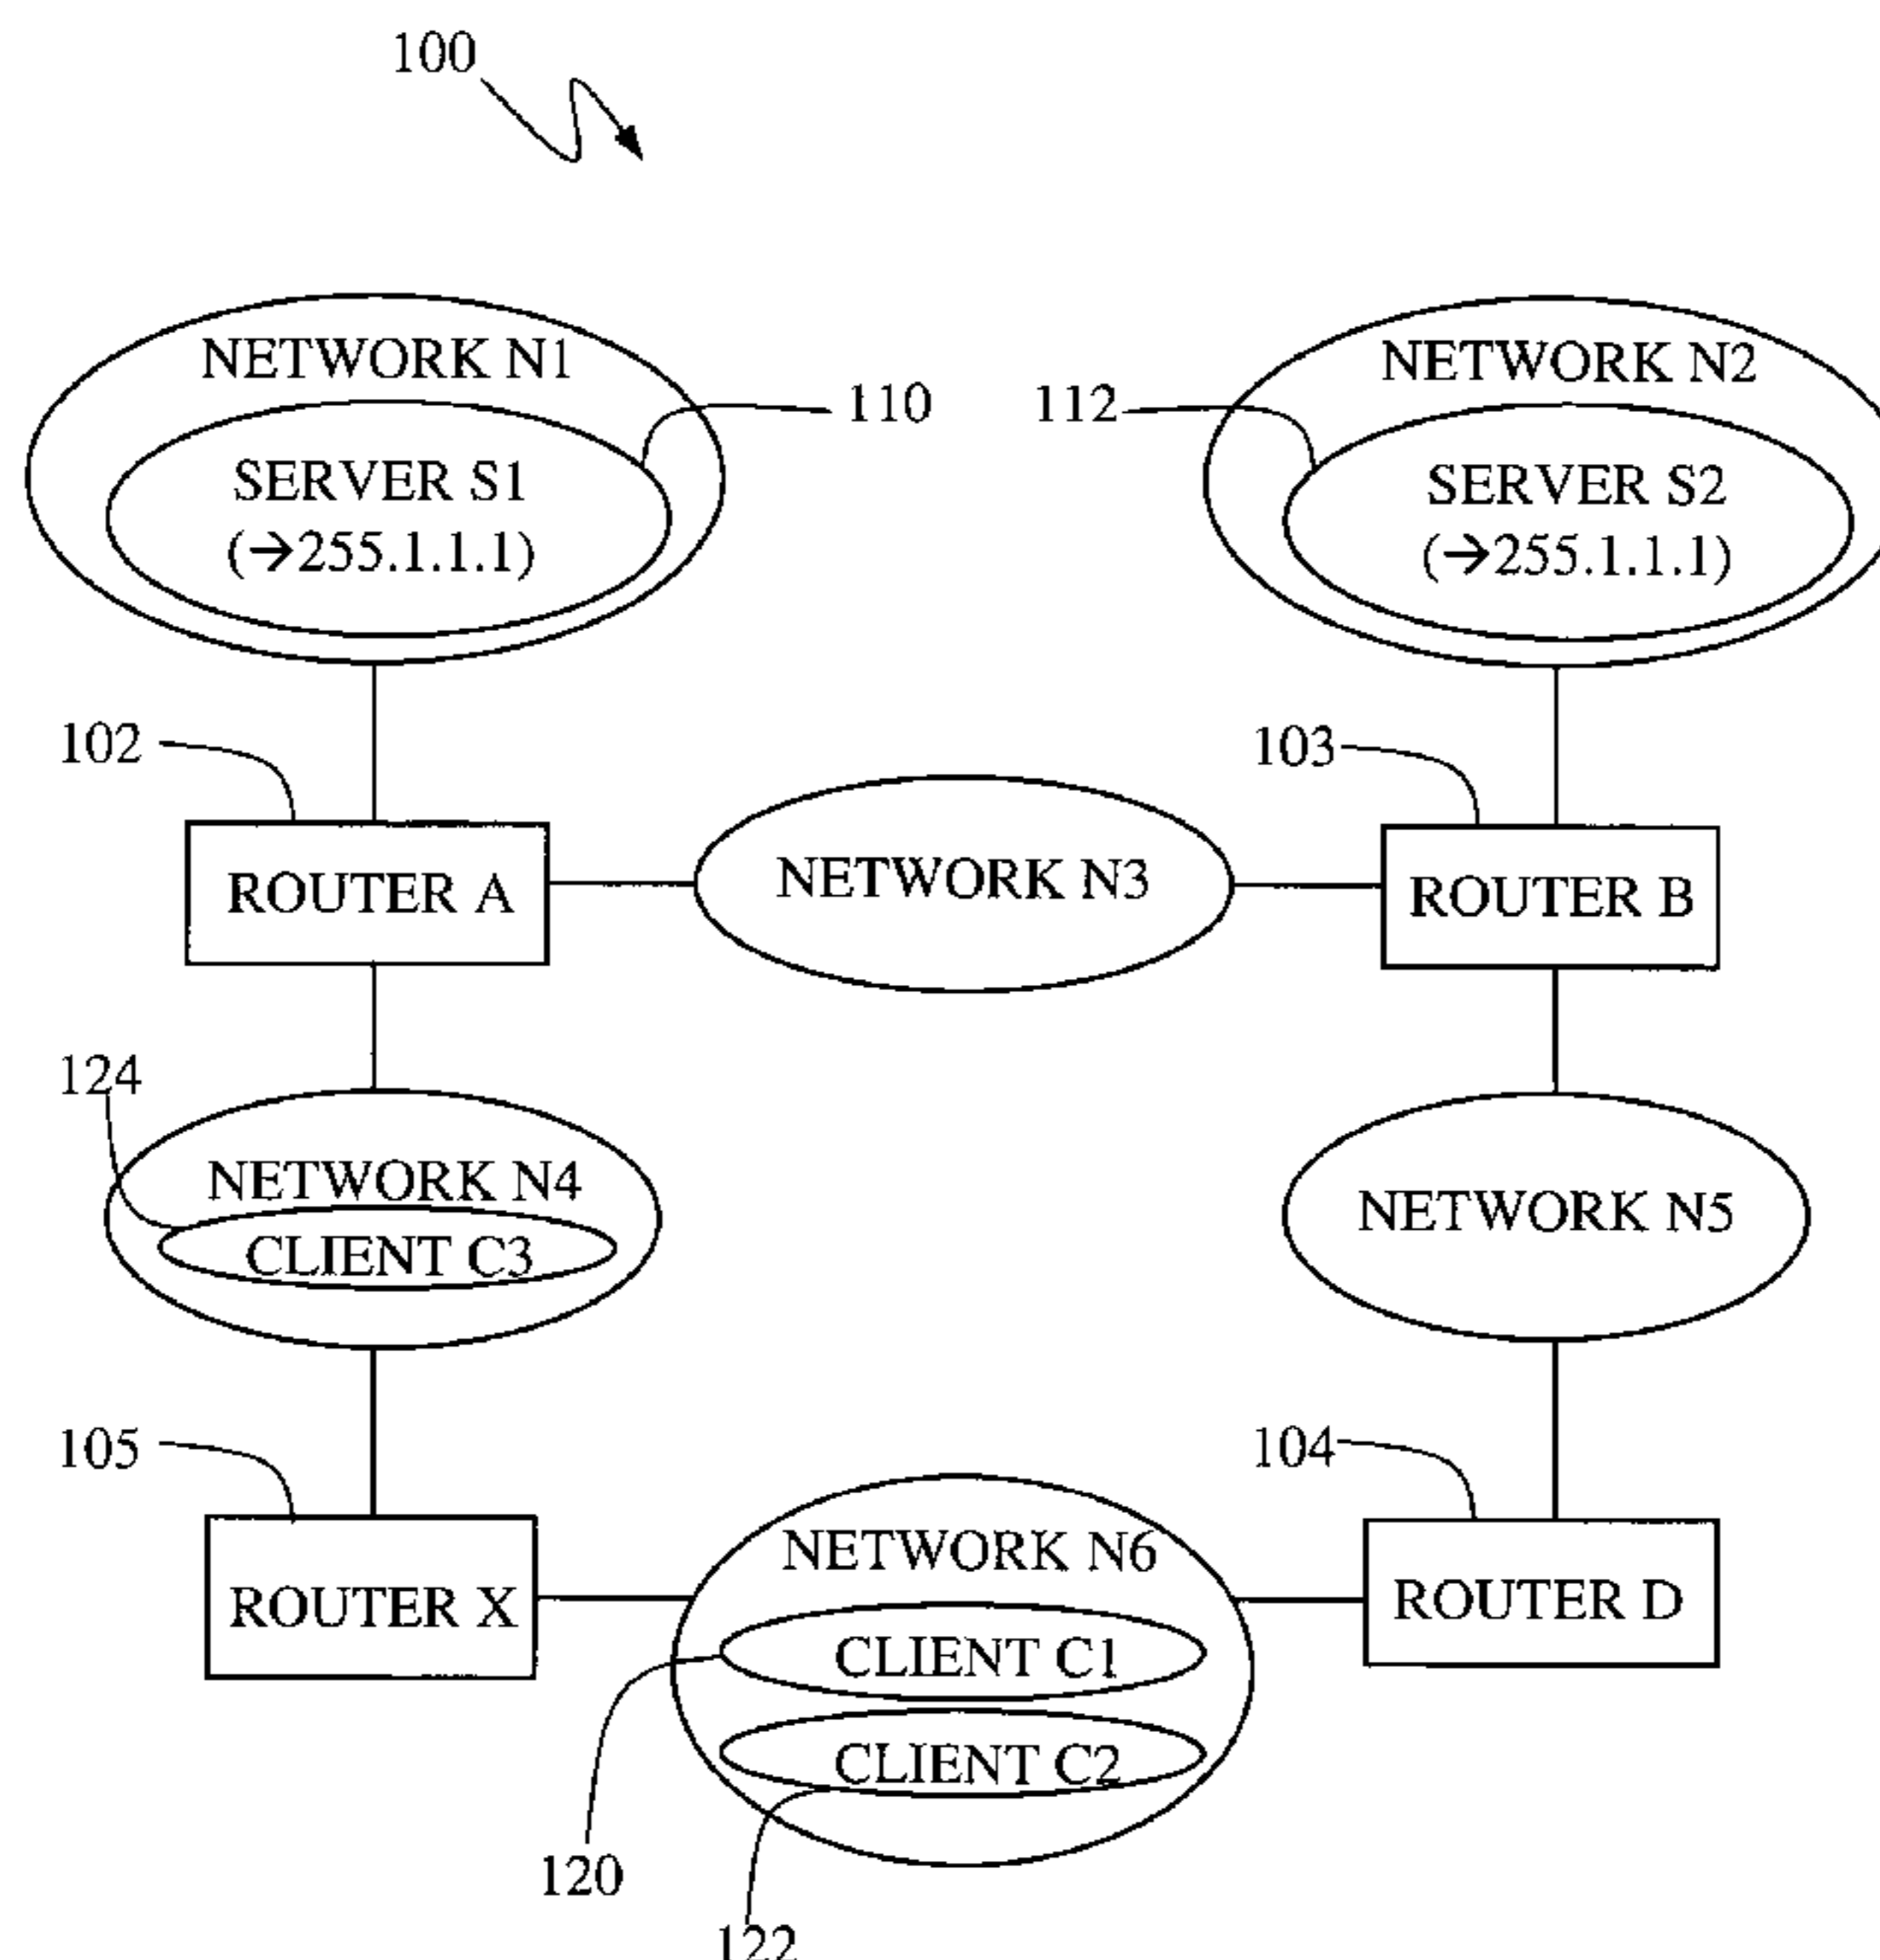 100
NETWORK N1
110
SERVER S1
(→255.1.1.1)
NETWORK N2
112
SERVER S2
(→255.1.1.1)
102
103
ROUTER A
NETWORK N3
ROUTER B
124
NETWORK N4
CLIENT C3
NETWORK N5
105
104
ROUTER X
NETWORK N6
CLIENT C1
CLIENT C2
ROUTER D
120
122